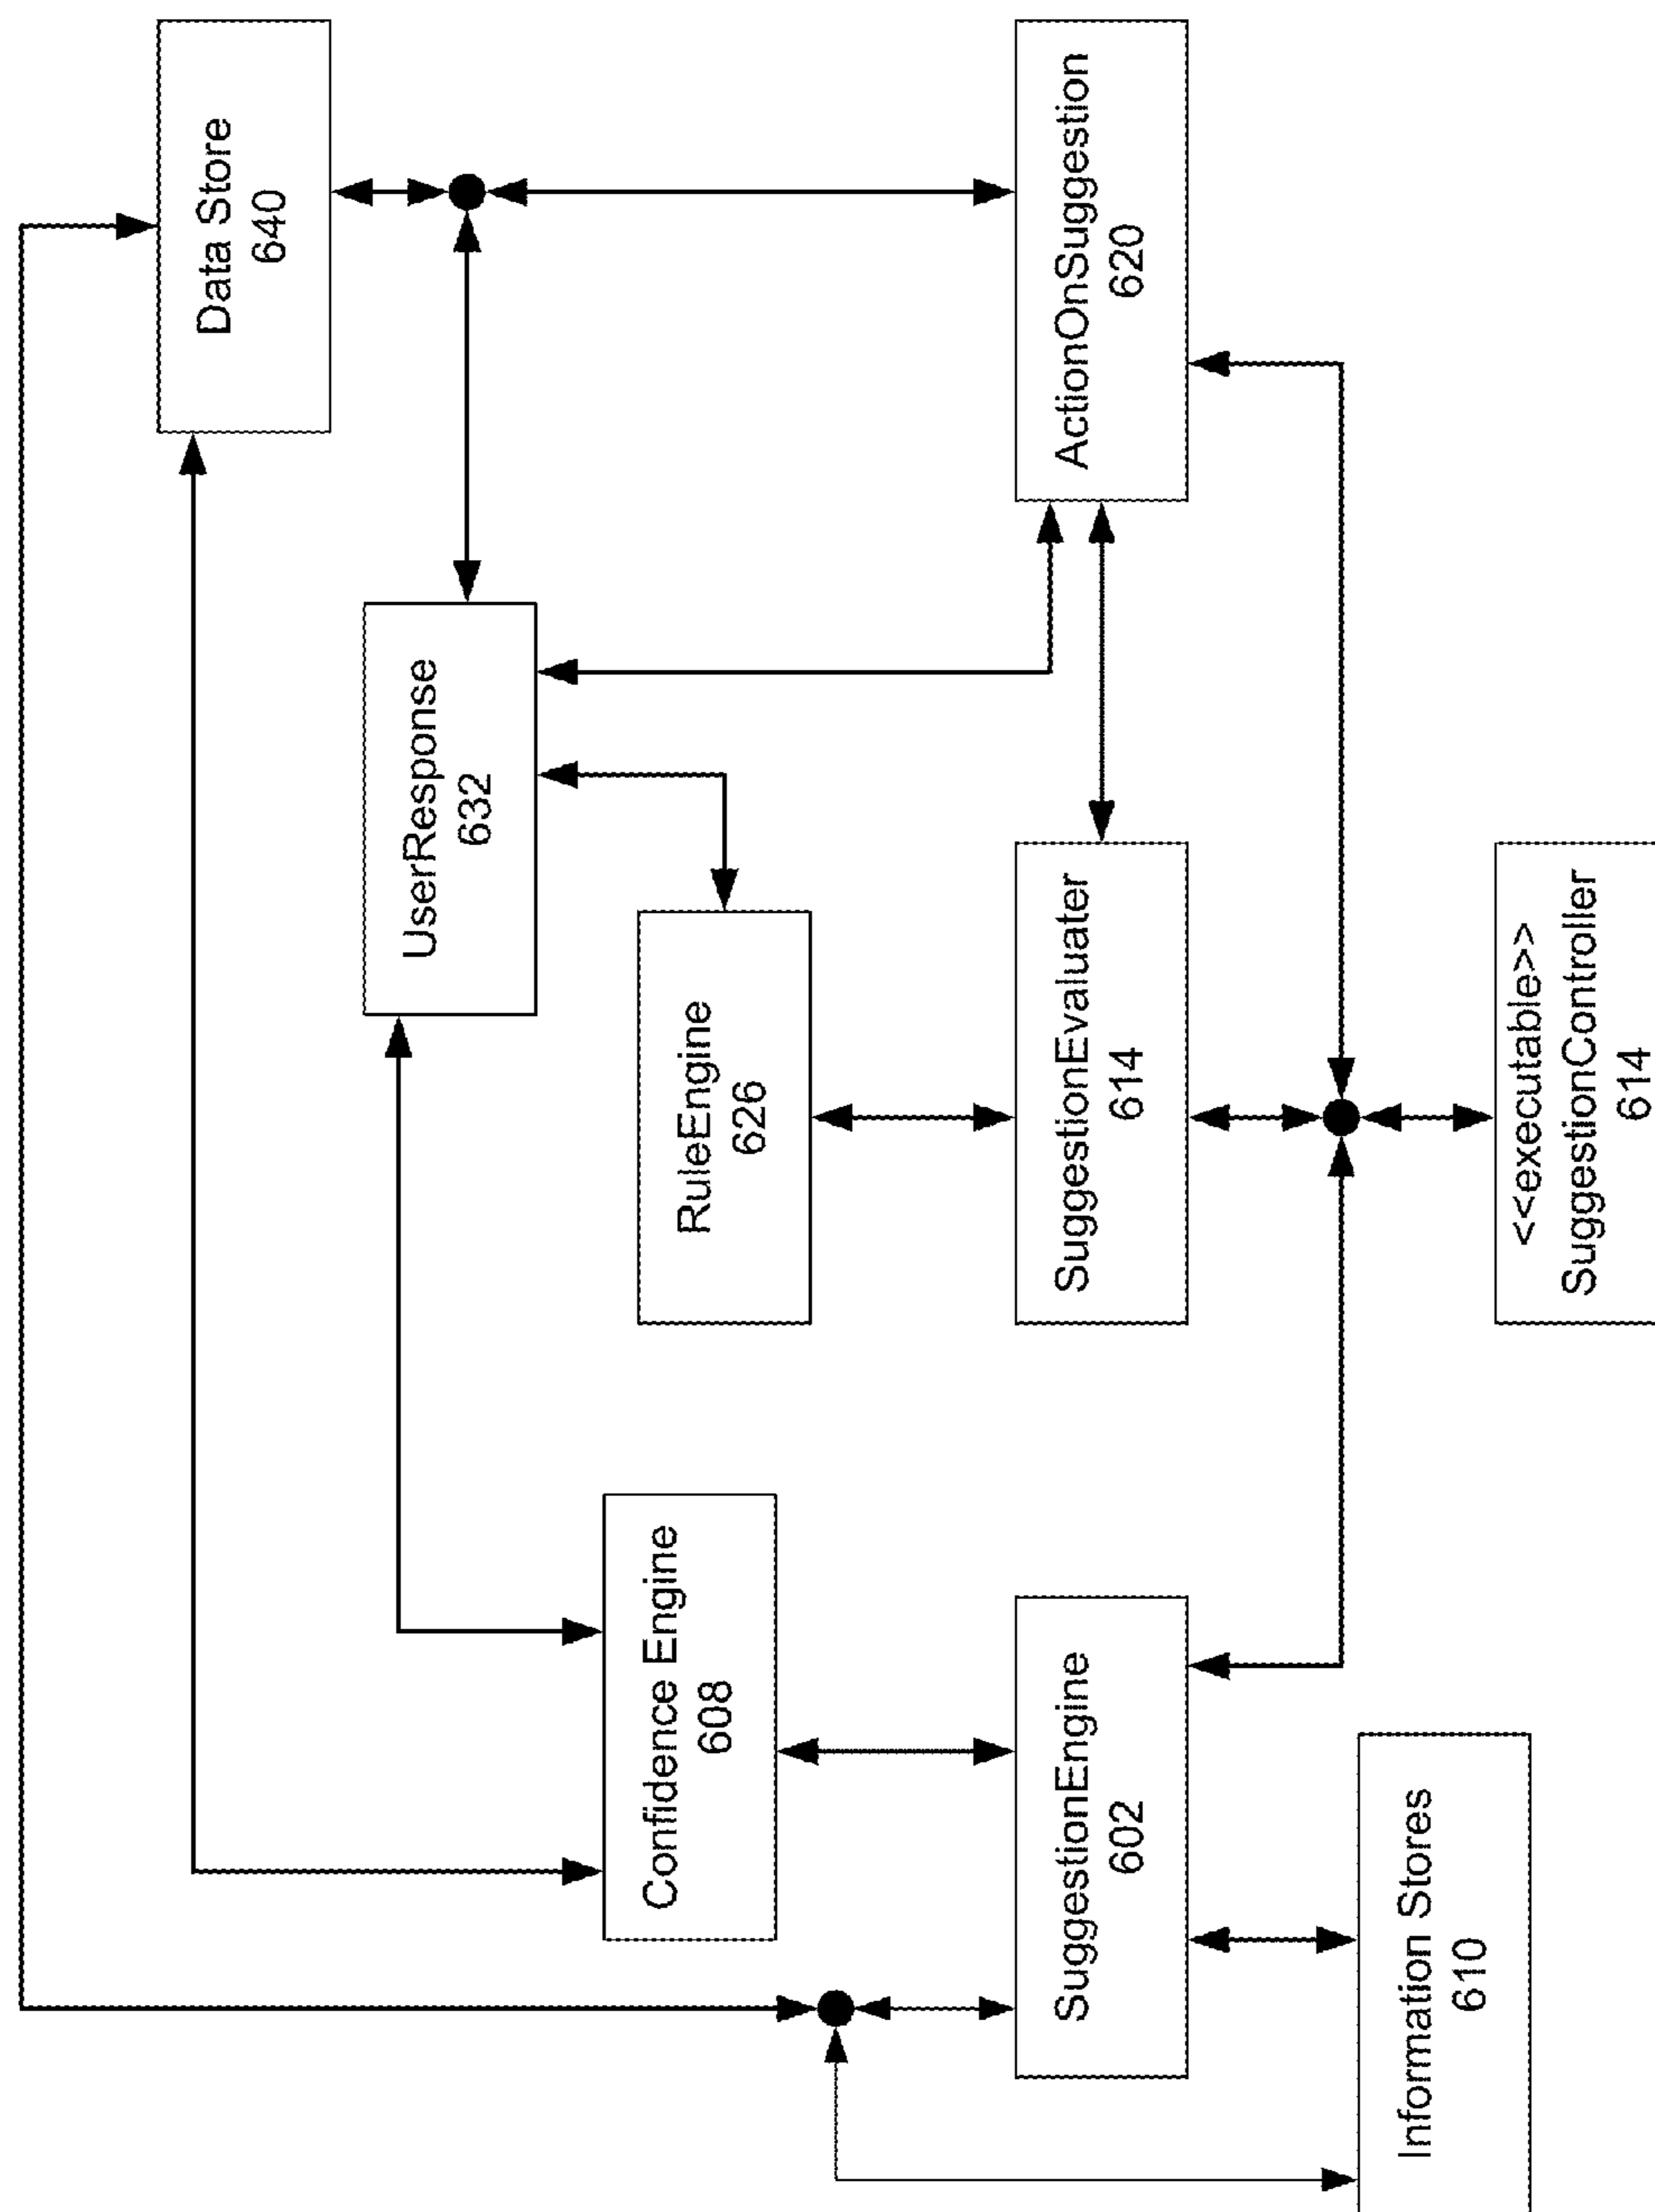 Data Store
640
UserResponse
632
Confidence Engine
608
RuleEngine
626
SuggestionEngine
602
SuggestionEvaluater
614
ActionOnSuggestion
620
Information Stores
610
<<executable>>
SuggestionController
614